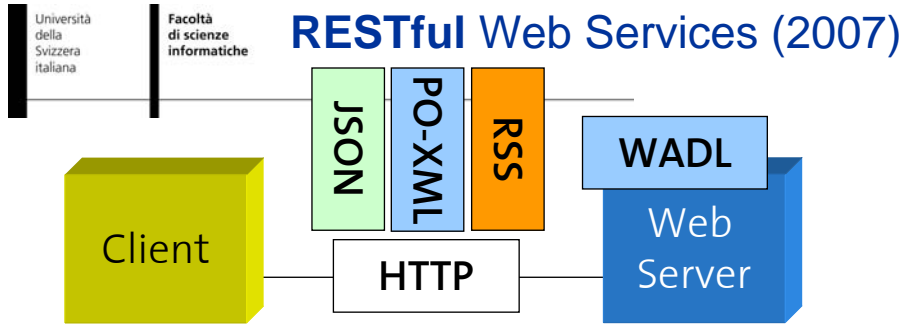 Università
della
Svizzera
italiana
Facoltà
di scienze
informatiche
RESTful Web Services (2007)
JSON
PO-XML
RSS
WADL
Client
HTTP
Web
Server